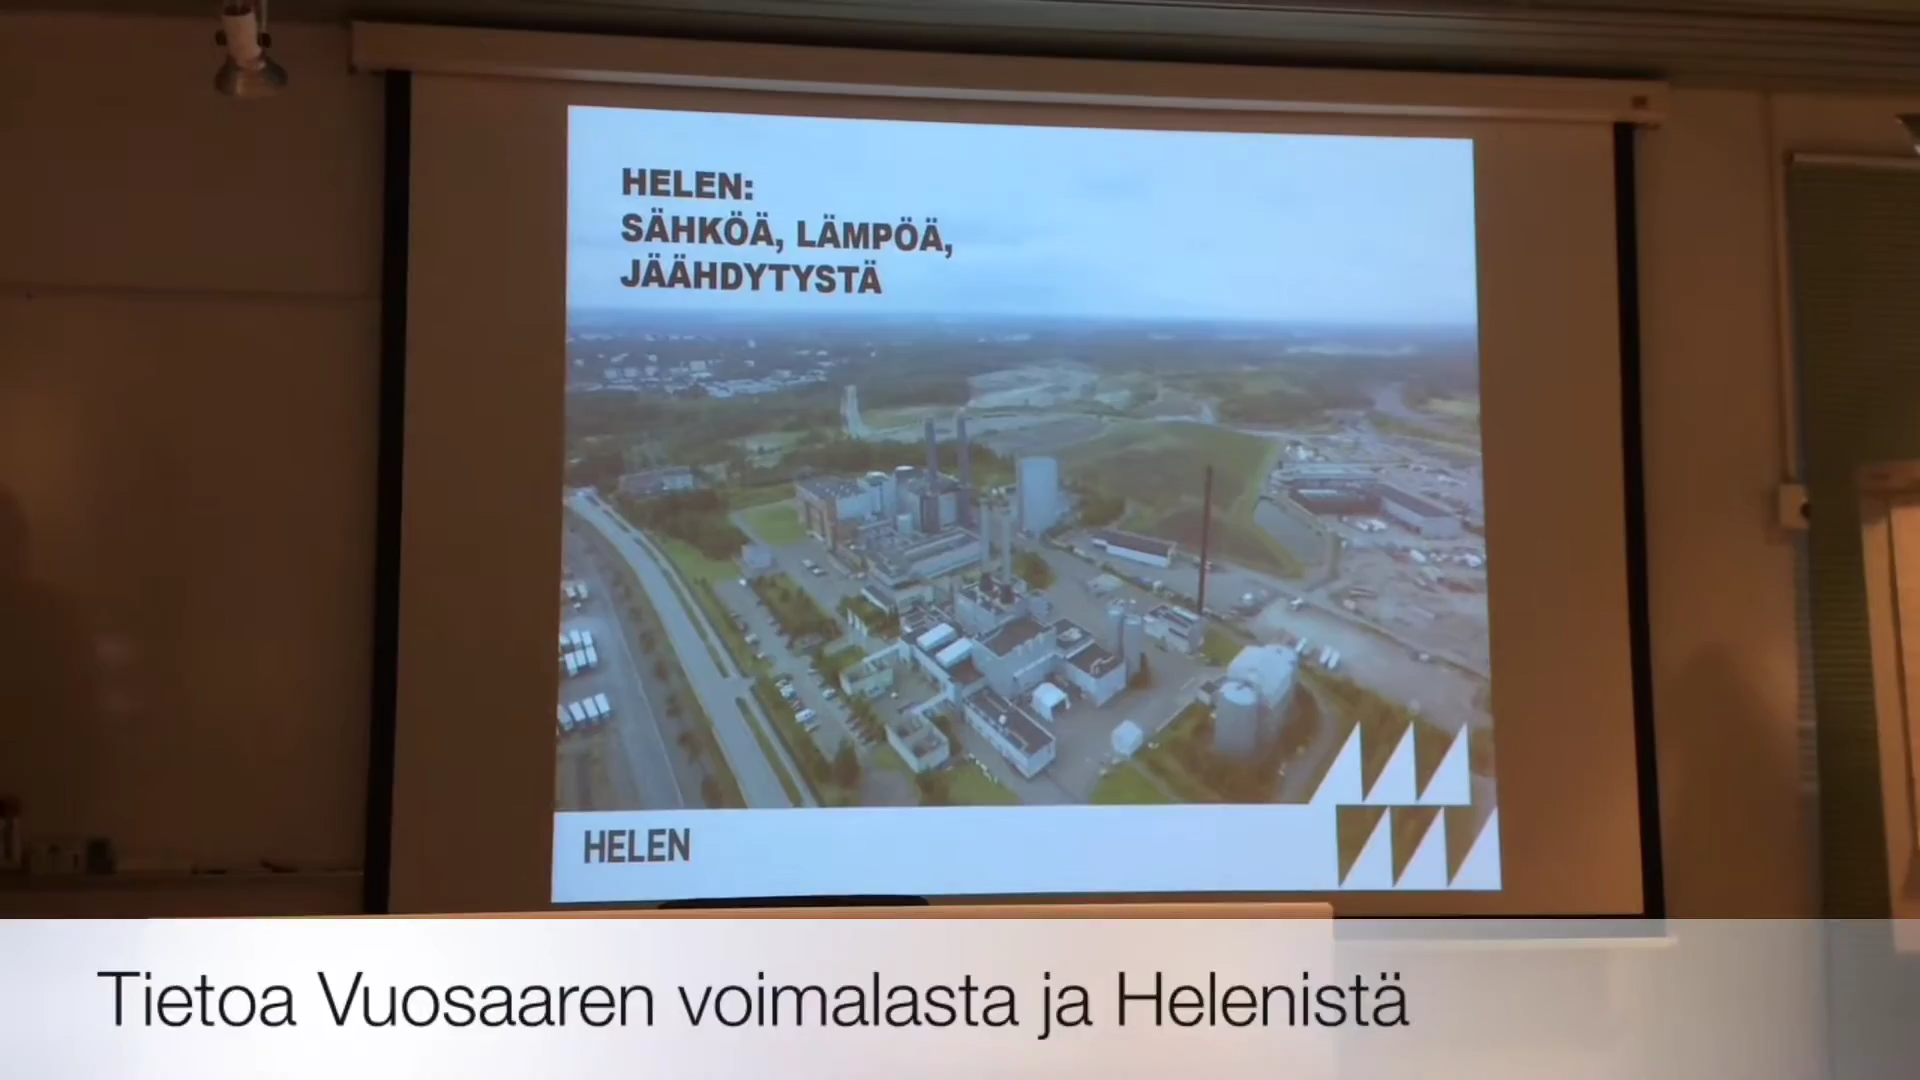 HELEN:
SÄHKÖÄ, LÄMPÖÄ,
JÄÄHDYTYSTÄ
HELEN
Tietoa Vuosaaren voimalasta ja Helenistä